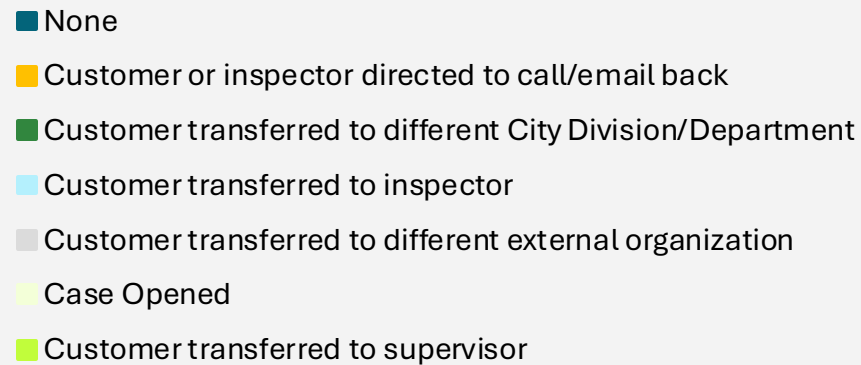 None
Customer or inspector directed to call/email back
Customer transferred to different City Division/Department
Customer transferred to inspector
Customer transferred to different external organization
Case Opened
Customer transferred to supervisor